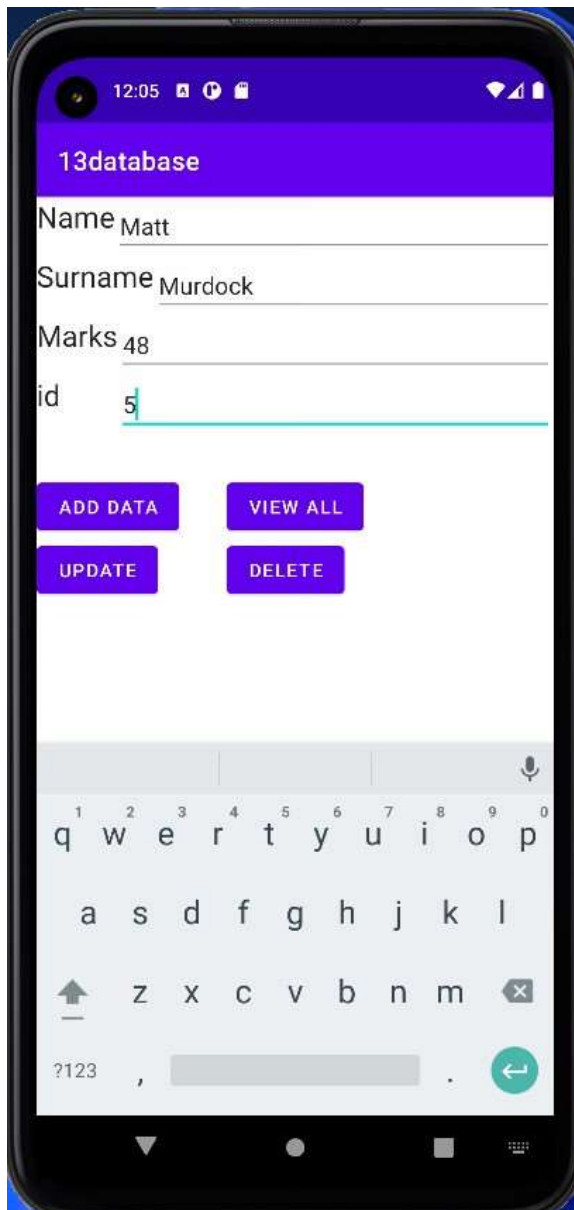 12:05
13database
Name Matt
Surname Murdock
Marks 48
id 5
ADD DATA VIEW ALL
UPDATE DELETE
1 2 3 4 5 6 7 8 9 0
q w e r t y u i o p
a s d f g h j k l
z x c v b n m
?123 , .